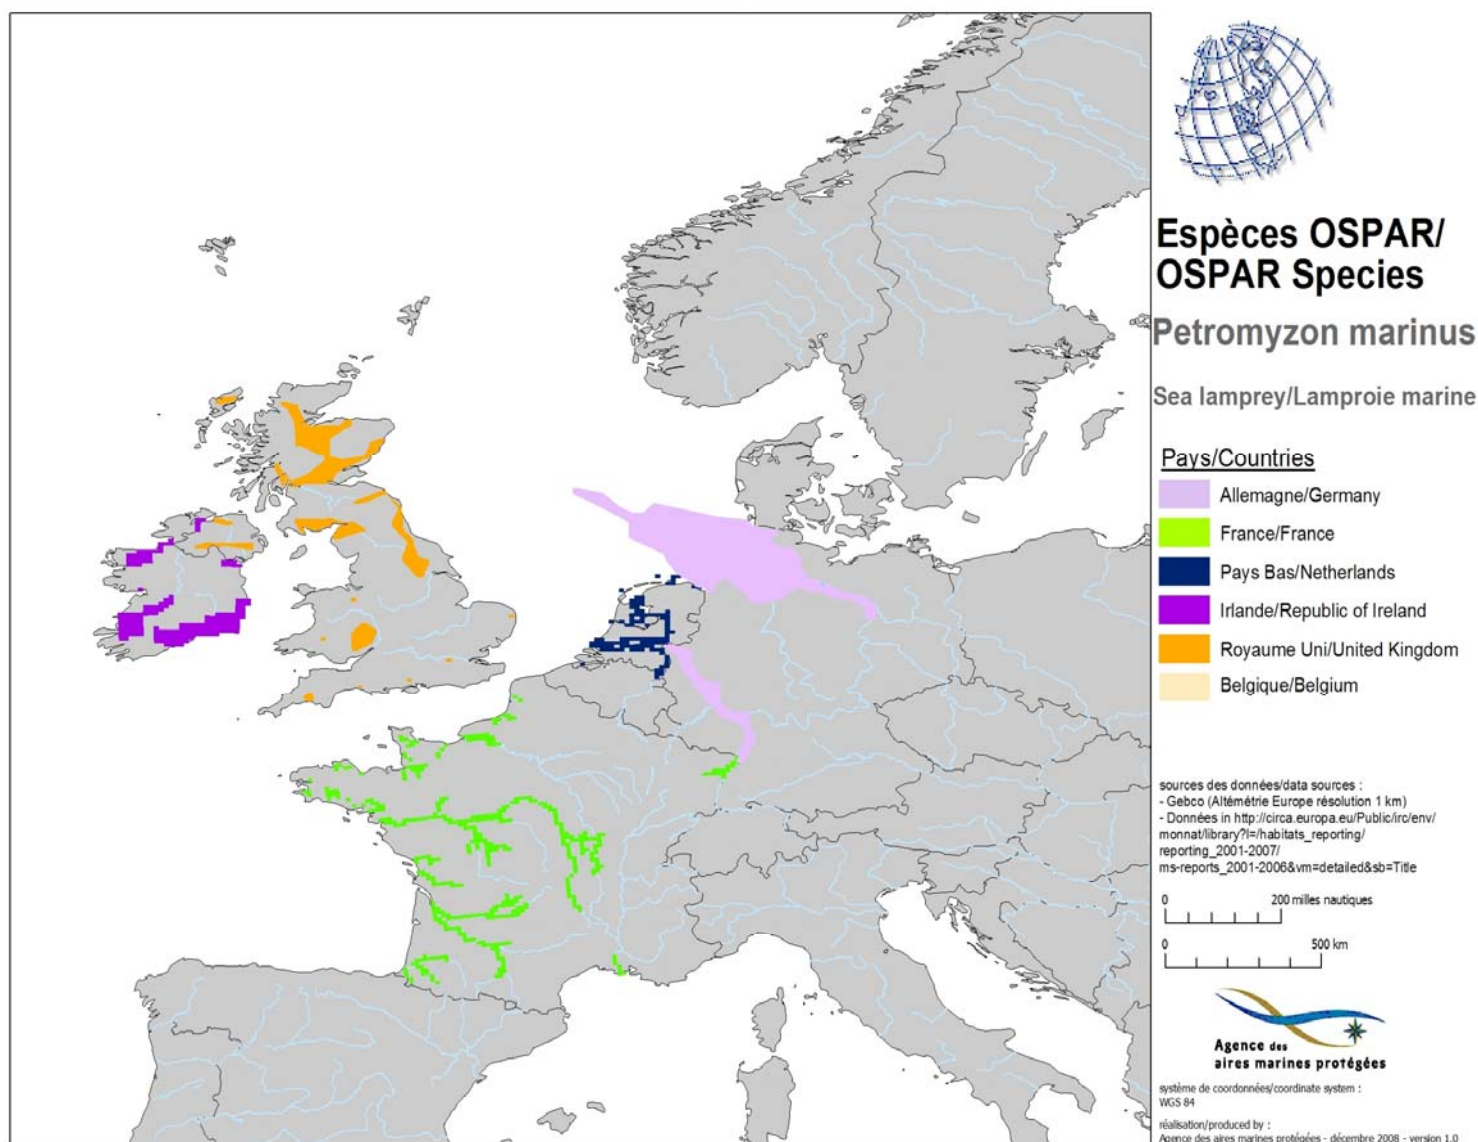 Espèces OSPAR/
OSPAR Species
Petromyzon marinus
Sea lamprey/Lamproie marine
Pays/Countries
Allemagne/Germany
France/France
Pays Bas/Netherlands
Irlande/Republic of Ireland
Royaume Uni/United Kingdom
Belgique/Belgium
sources des données/data sources :
- Gebco (Altémétrie Europe résolution 1 km)
- Données in http://circa.europa.eu/Public/irc/env/
monnat/library?l=/habitats_reporting/
reporting_2001-2007/
ms-reports_2001-2006&vm=detailed&sb=Title
0 200 milles nautiques
0 500 km
Agence des
aires marines protégées
système de coordonnées/coordinate system :
WGS 84
réalisation/produced by :
Agence des aires marines protégées - décembre 2008 - version 1.0